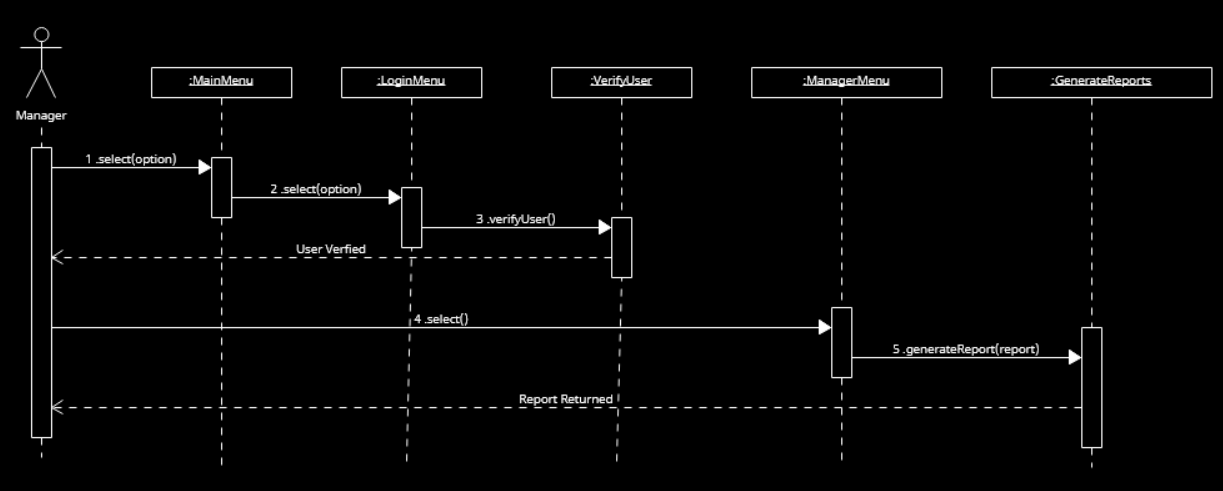 :MainMenu
:LoginMenu
:VerifyUser
:ManagerMenu
:GenerateReports
Manager
1 .select(option)
2 .select(option)
3 .verifyUser()
User Verfied
4 .select()
5 .generateReport(report)
Report Returned